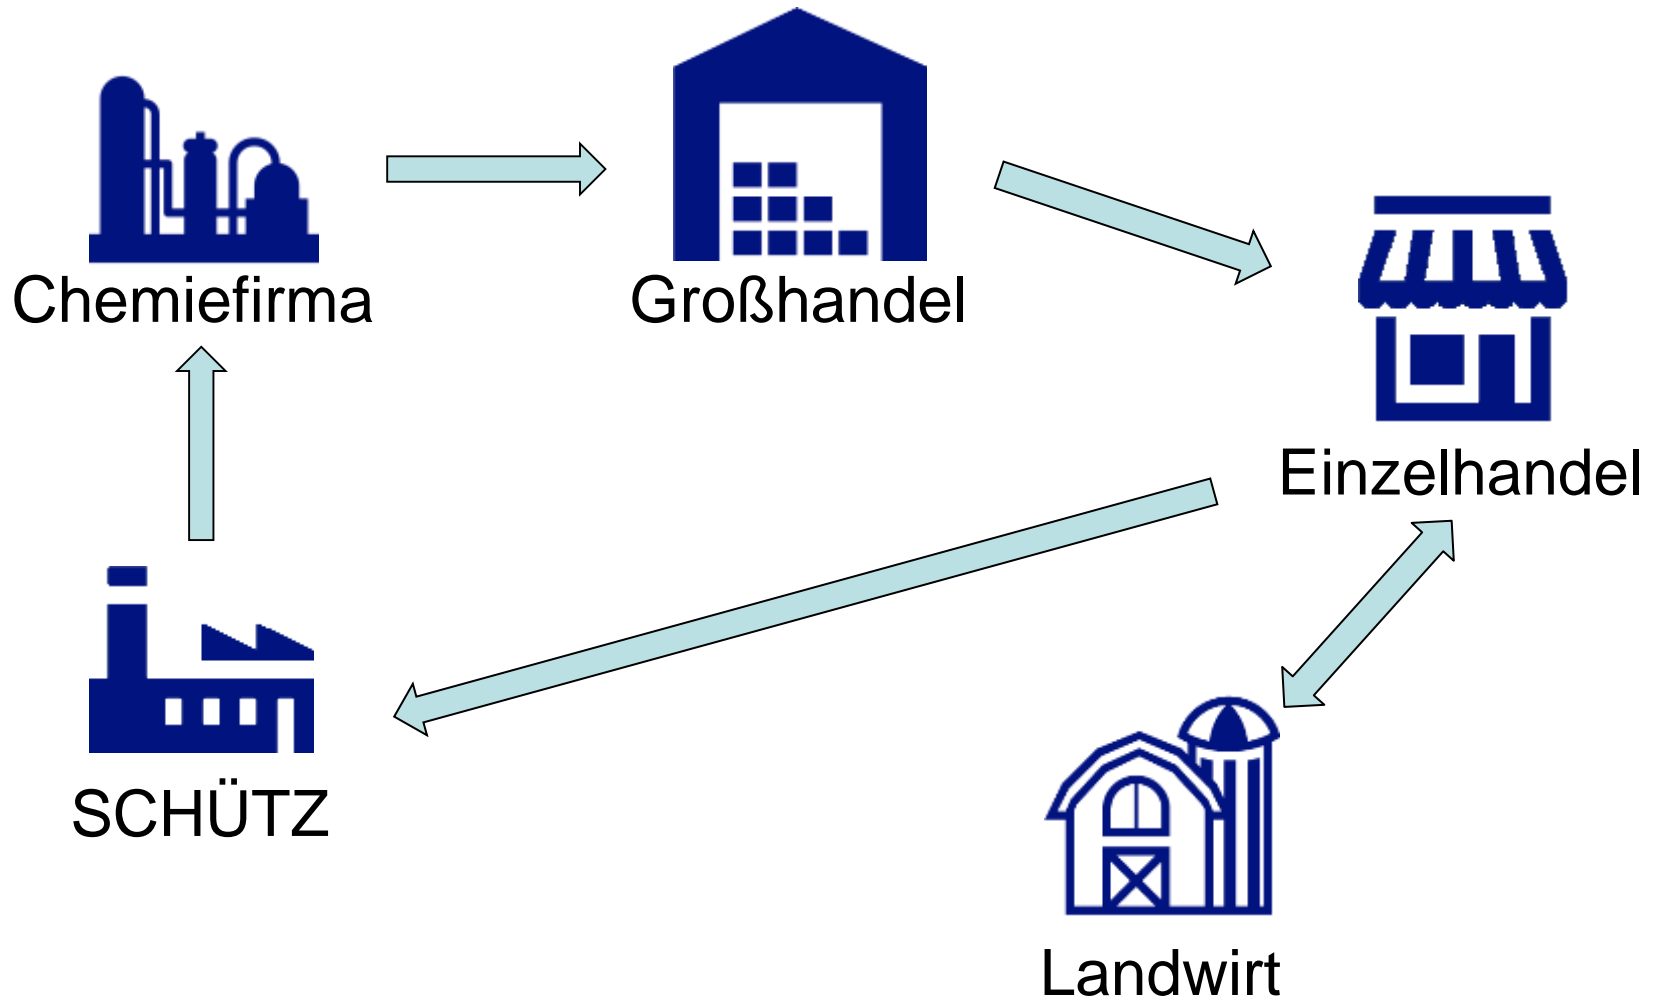 Chemiefirma
Großhandel
Einzelhandel
SCHÜTZ
Landwirt